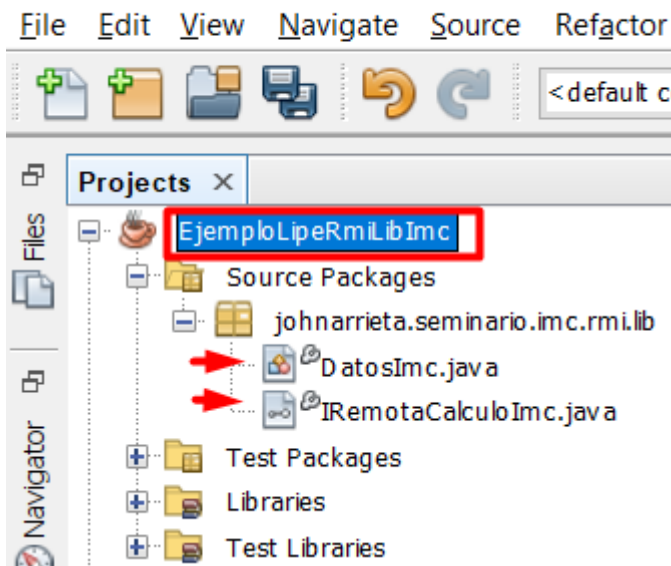 File Edit View Navigate Source Refactor
<default c
Projects ×
Files
EjemploLipeRmiLibImc
Source Packages
johnarrieta.seminario.imc.rmi.lib
DatosImc.java
IRemotaCalculoImc.java
Navigator
Test Packages
Libraries
Test Libraries